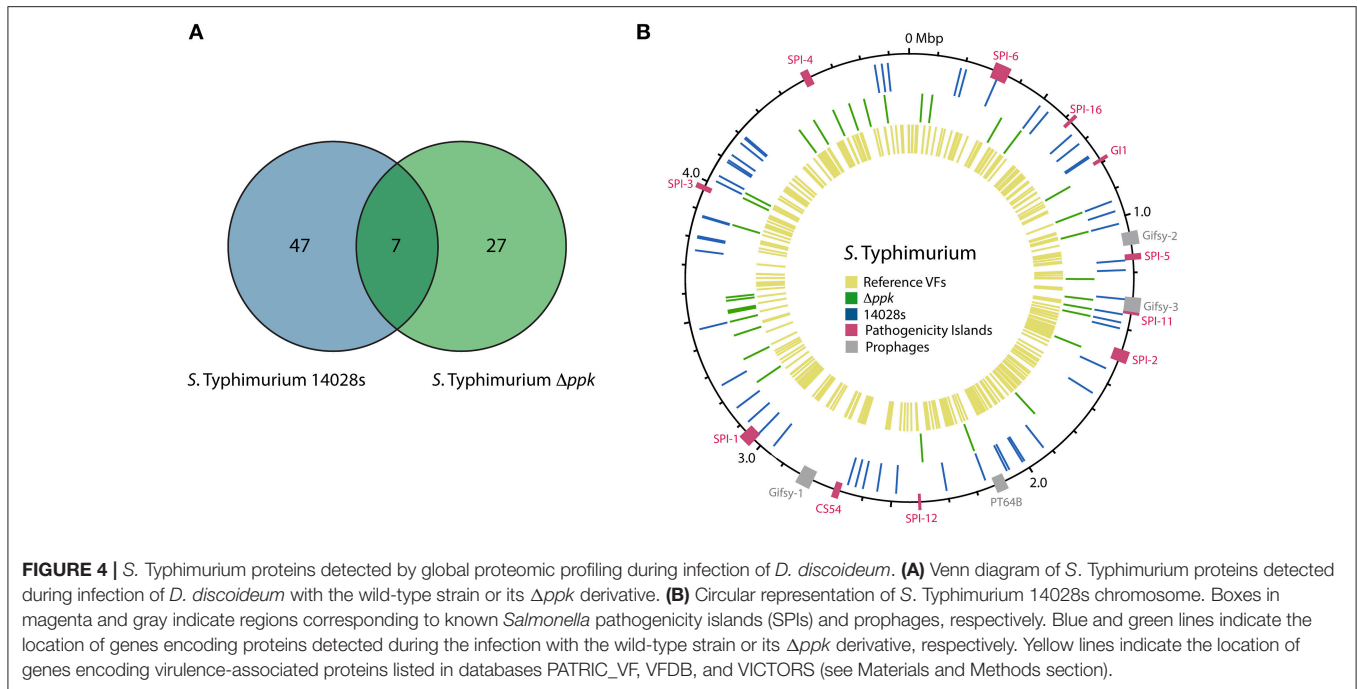 A
47
7
27
S. Typhimurium 14028s
S. Typhimurium Δppk
B
0 Mbp
SPI-6
SPI-16
GI1
1.0
Gifsy-2
SPI-5
Gifsy-3
SPI-11
SPI-2
2.0
PT64B
SPI-12
CS54
Gifsy-1
3.0
SPI-1
SPI-3
4.0
SPI-4
S. Typhimurium
Reference VFs
Δppk
14028s
Pathogenicity Islands
Prophages
FIGURE 4 | S. Typhimurium proteins detected by global proteomic profiling during infection of D. discoideum. (A) Venn diagram of S. Typhimurium proteins detected
during infection of D. discoideum with the wild-type strain or its Δppk derivative. (B) Circular representation of S. Typhimurium 14028s chromosome. Boxes in
magenta and gray indicate regions corresponding to known Salmonella pathogenicity islands (SPIs) and prophages, respectively. Blue and green lines indicate the
location of genes encoding proteins detected during the infection with the wild-type strain or its Δppk derivative, respectively. Yellow lines indicate the location of
genes encoding virulence-associated proteins listed in databases PATRIC_VF, VFDB, and VICTORS (see Materials and Methods section).